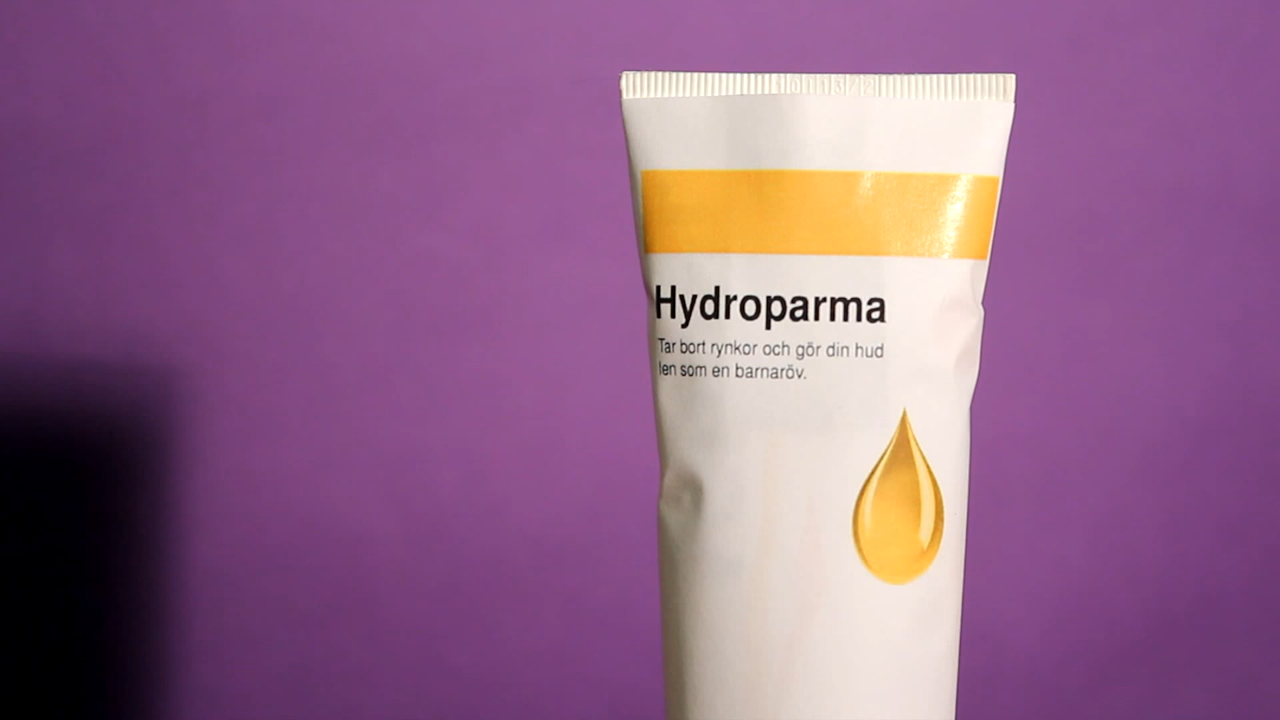 Hydroparma
Tar bort rynkor och gör din hud
len som en barnaröv.